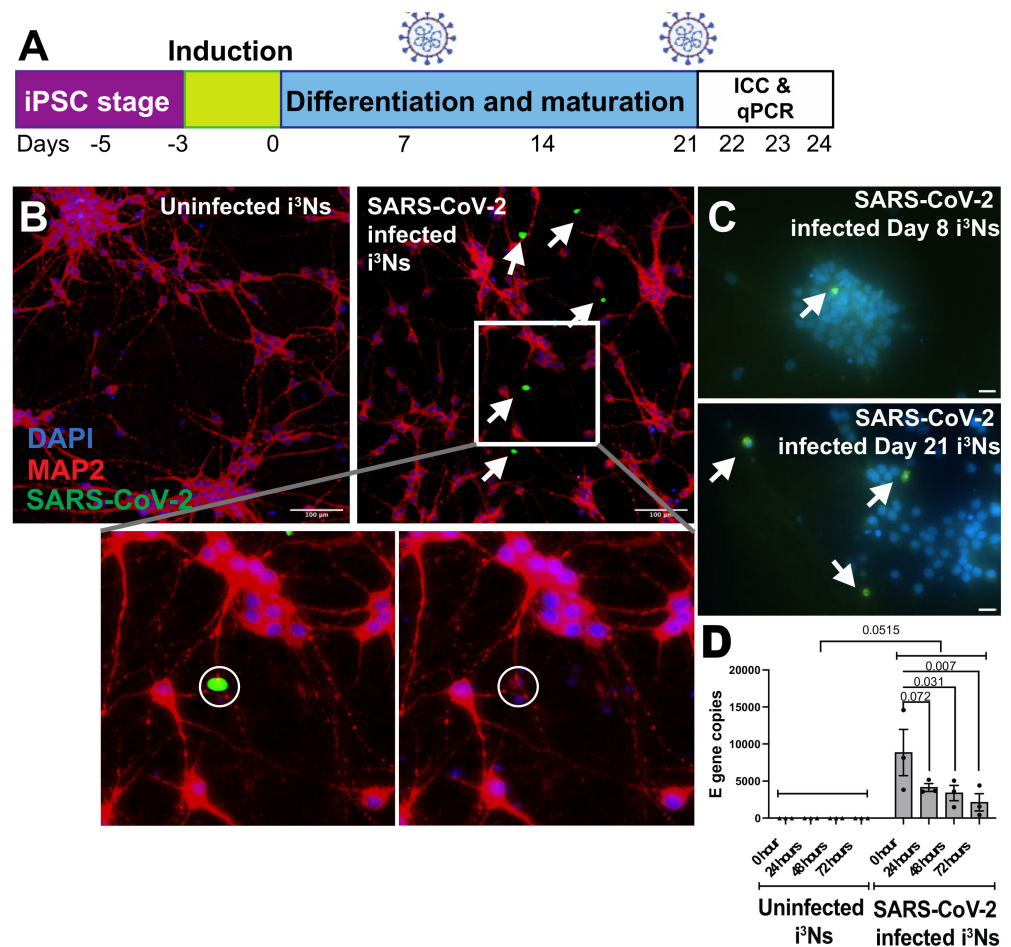 A
Induction
iPSC stage
Differentiation and maturation
ICC &
qPCR
Days -5 -3 0 7 14 21 22 23 24
B
Uninfected i³Ns
DAPI
MAP2
SARS-CoV-2
100 μm
SARS-CoV-2
infected
i³Ns
100 μm
C
SARS-CoV-2
infected Day 8 i³Ns
SARS-CoV-2
infected Day 21 i³Ns
D
0.0515
0.007
0.031
0.072
E gene copies
20000
15000
10000
5000
0
0 hour
24 hours
48 hours
72 hours
0 hour
24 hours
48 hours
72 hours
Uninfected
i³Ns
SARS-CoV-2
infected i³Ns